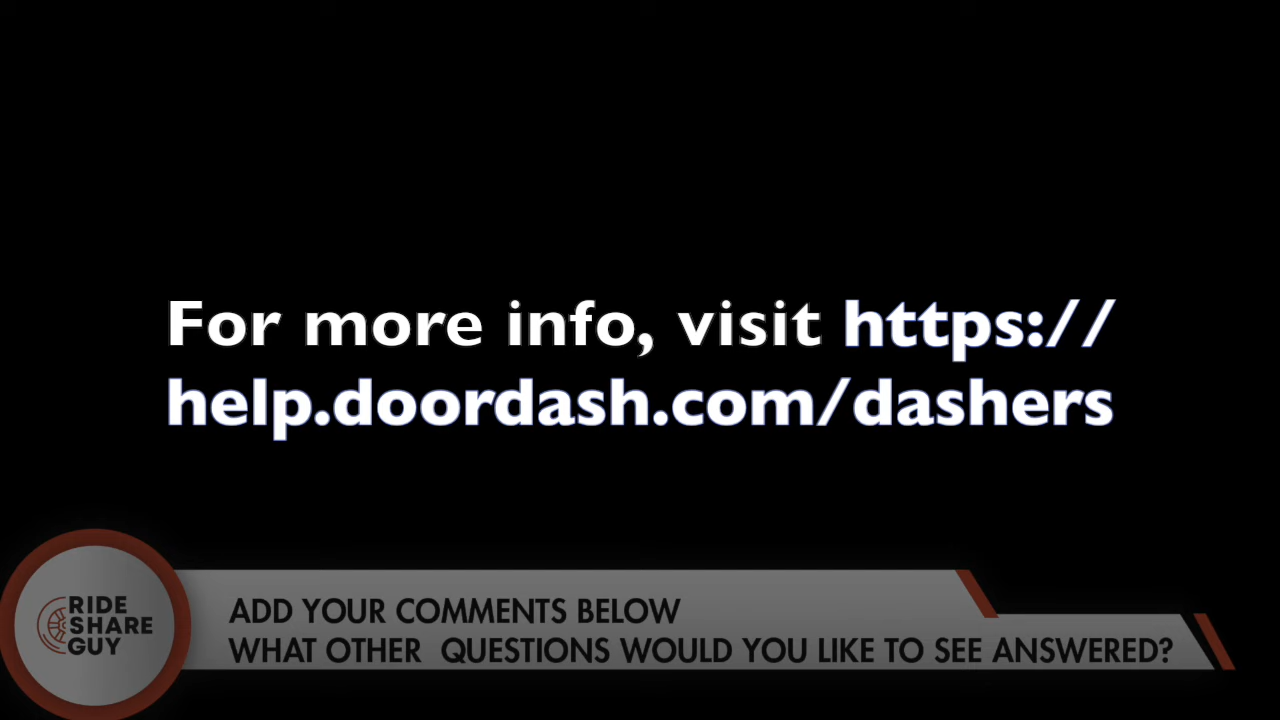 For more info, visit https://
help.doordash.com/dashers
RIDE
SHARE
GUY
ADD YOUR COMMENTS BELOW
WHAT OTHER QUESTIONS WOULD YOU LIKE TO SEE ANSWERED?